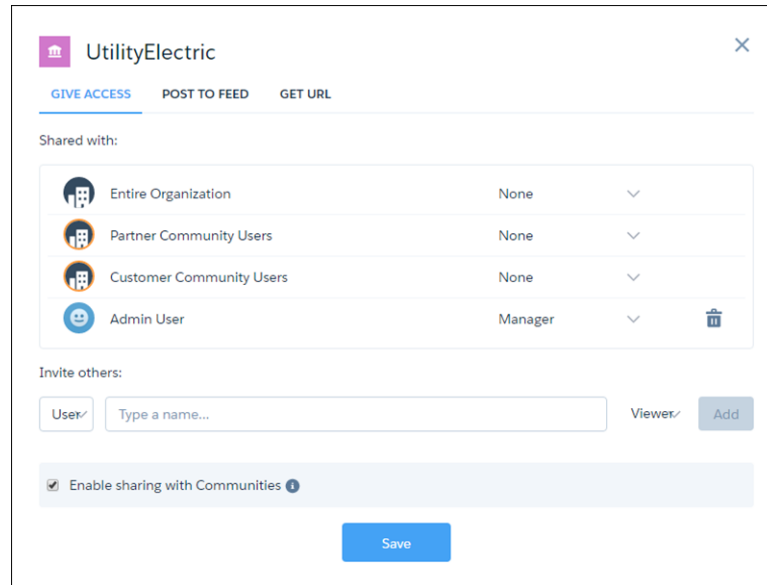 UtilityElectric
GIVE ACCESS POST TO FEED GET URL
Shared with:
Entire Organization None
Partner Community Users None
Customer Community Users None
Admin User Manager
Invite others:
User Type a name... Viewer Add
Enable sharing with Communities
Save